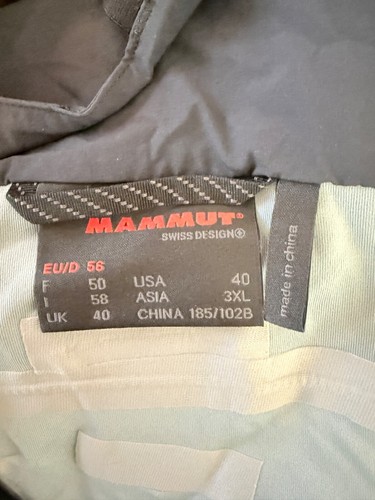 MAMMUT®
SWISS DESIGN
EU/D 56
F 50 USA 40
I 58 ASIA 3XL
UK 40 CHINA 185/102B
made in china